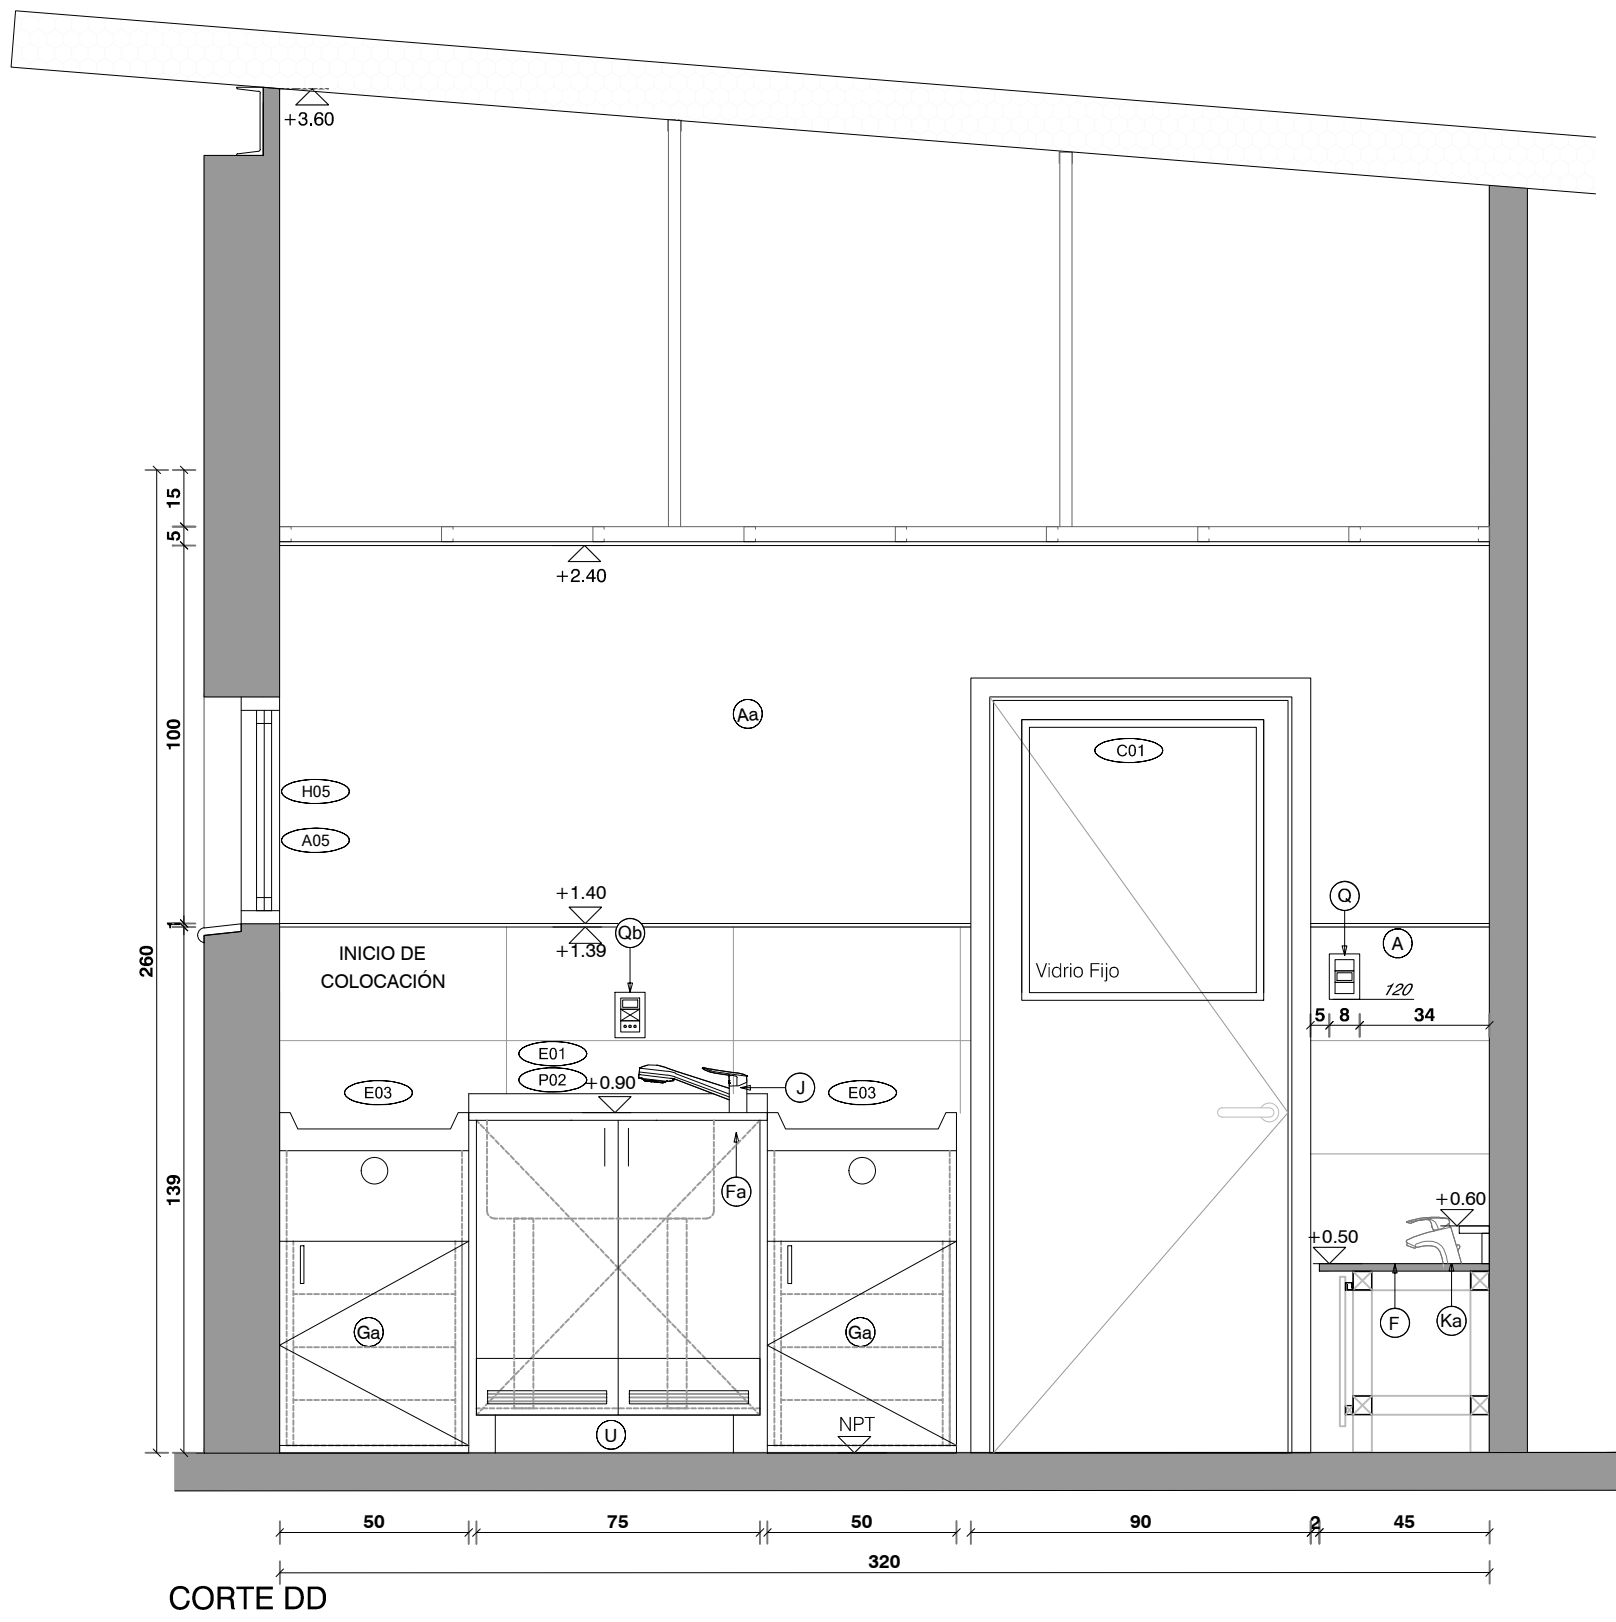 +3.60
15
5
+2.40
Aa
100
C01
H05
A05
+1.40
Q
1
Qb
+1.39
A
260
INICIO DE
COLOCACIÓN
Vidrio Fijo
120
5 8 34
E01
P02
+0.90
J
E03
E03
139
Fa
+0.60
+0.50
Ga
Ga
F
Ka
NPT
U
50 75 50 90 2 45
320
CORTE DD